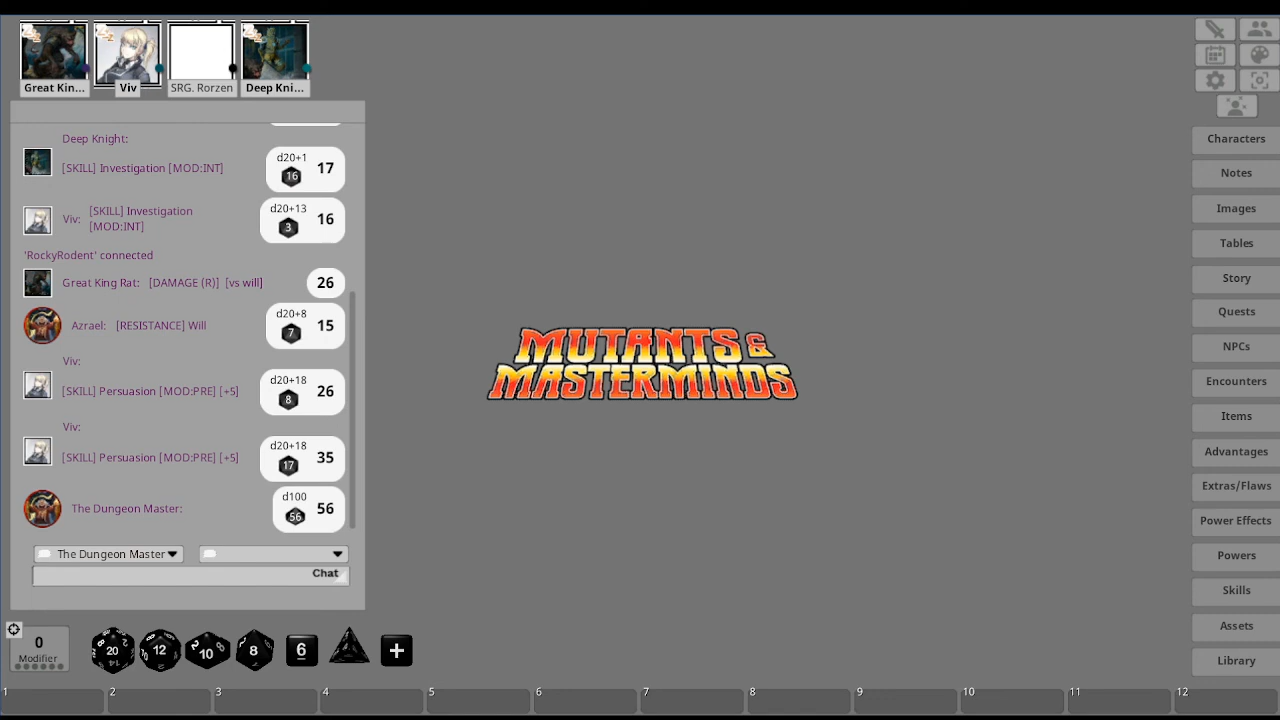 Great Kin...
Viv
SRG. Rorzen
Deep Kni...
Deep Knight:
[SKILL] Investigation [MOD:INT]
d20+1
16
17
Viv:
[SKILL] Investigation
[MOD:INT]
d20+13
3
16
'RockyRodent' connected
Great King Rat: [DAMAGE (R)] [vs will]
26
Azrael: [RESISTANCE] Will
d20+8
7
15
Viv:
[SKILL] Persuasion [MOD:PRE] [+5]
d20+18
8
26
Viv:
[SKILL] Persuasion [MOD:PRE] [+5]
d20+18
17
35
The Dungeon Master:
d100
56
56
The Dungeon Master
Chat
MUTANTS &
MASTERMINDS
Characters
Notes
Images
Tables
Story
Quests
NPCs
Encounters
Items
Advantages
Extras/Flaws
Power Effects
Powers
Skills
Assets
Library
0
Modifier
20
12
10
8
6
+
1 2 3 4 5 6 7 8 9 10 11 12